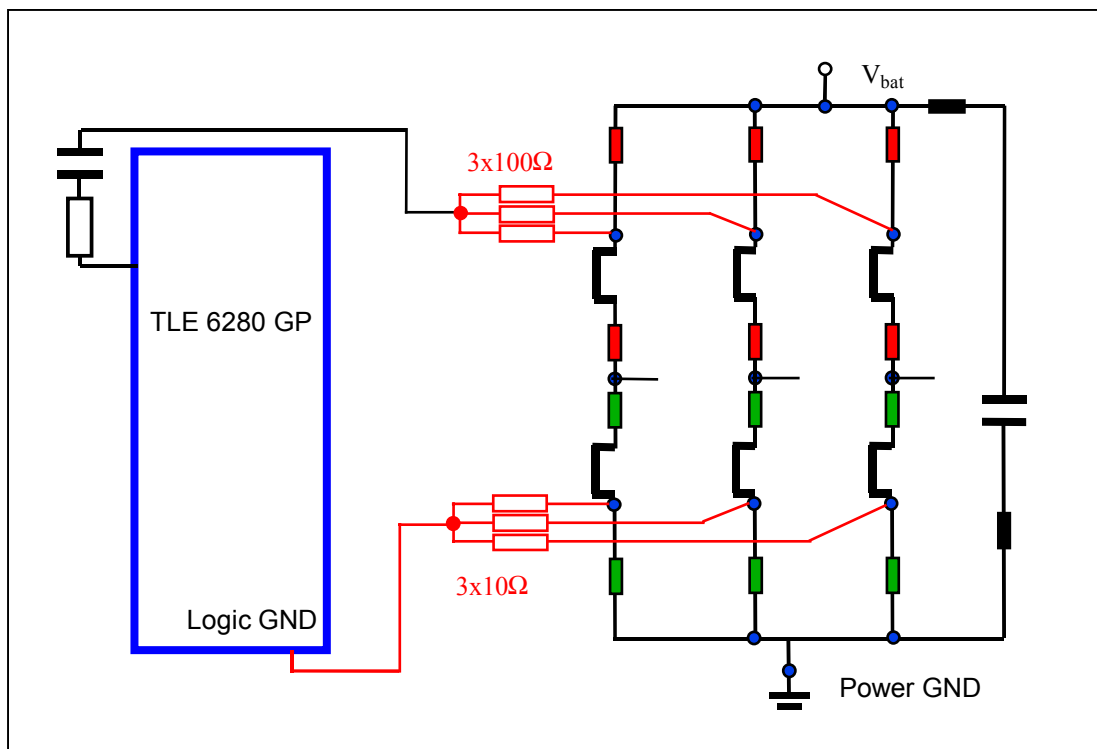 V_bat
3x100Ω
TLE 6280 GP
3x10Ω
Logic GND
Power GND